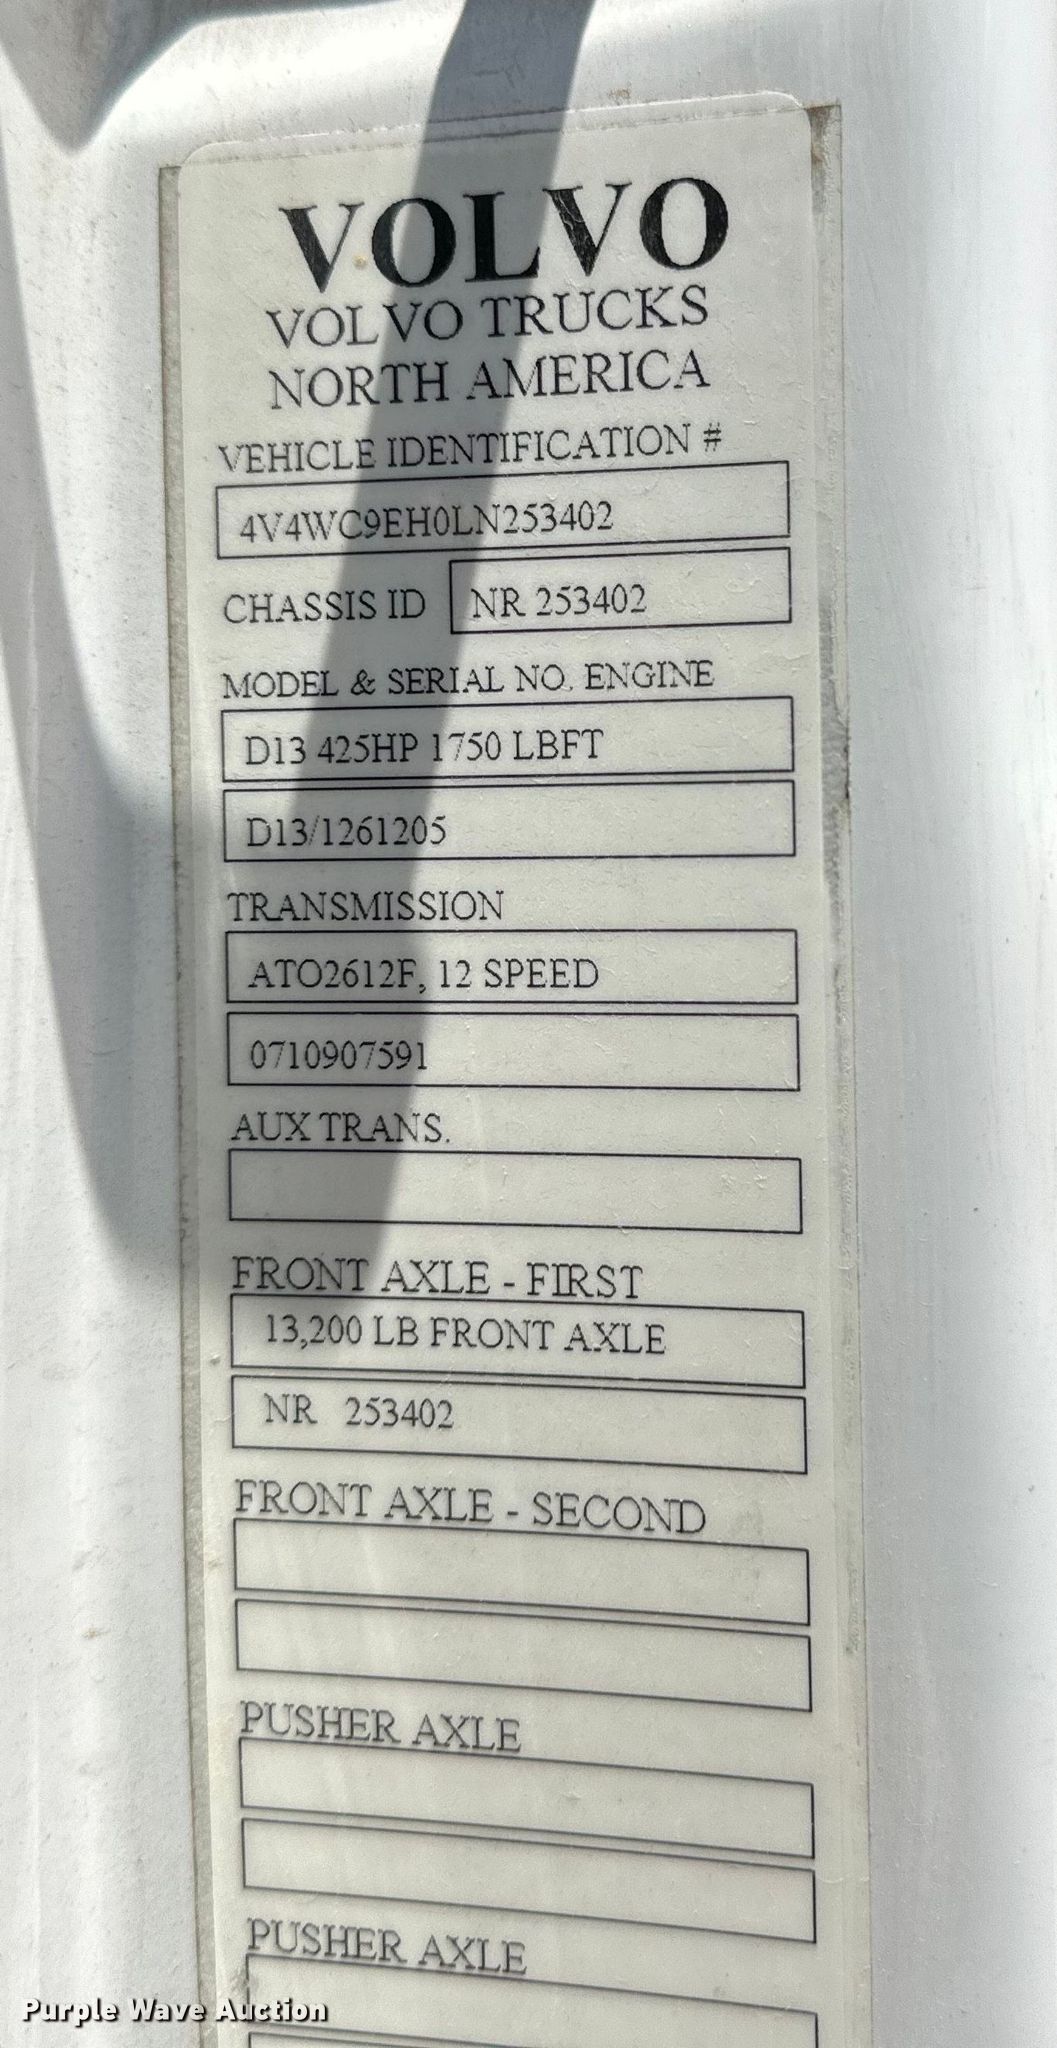 VOLVO
VOLVO TRUCKS
NORTH AMERICA
VEHICLE IDENTIFICATION #
4V4WC9EH0LN253402
CHASSIS ID NR 253402
MODEL & SERIAL NO. ENGINE
D13 425HP 1750 LBFT
D13/1261205
TRANSMISSION
ATO2612F, 12 SPEED
0710907591
AUX TRANS.
FRONT AXLE - FIRST
13,200 LB FRONT AXLE
NR 253402
FRONT AXLE - SECOND
PUSHER AXLE
PUSHER AXLE
Purple Wave Auction